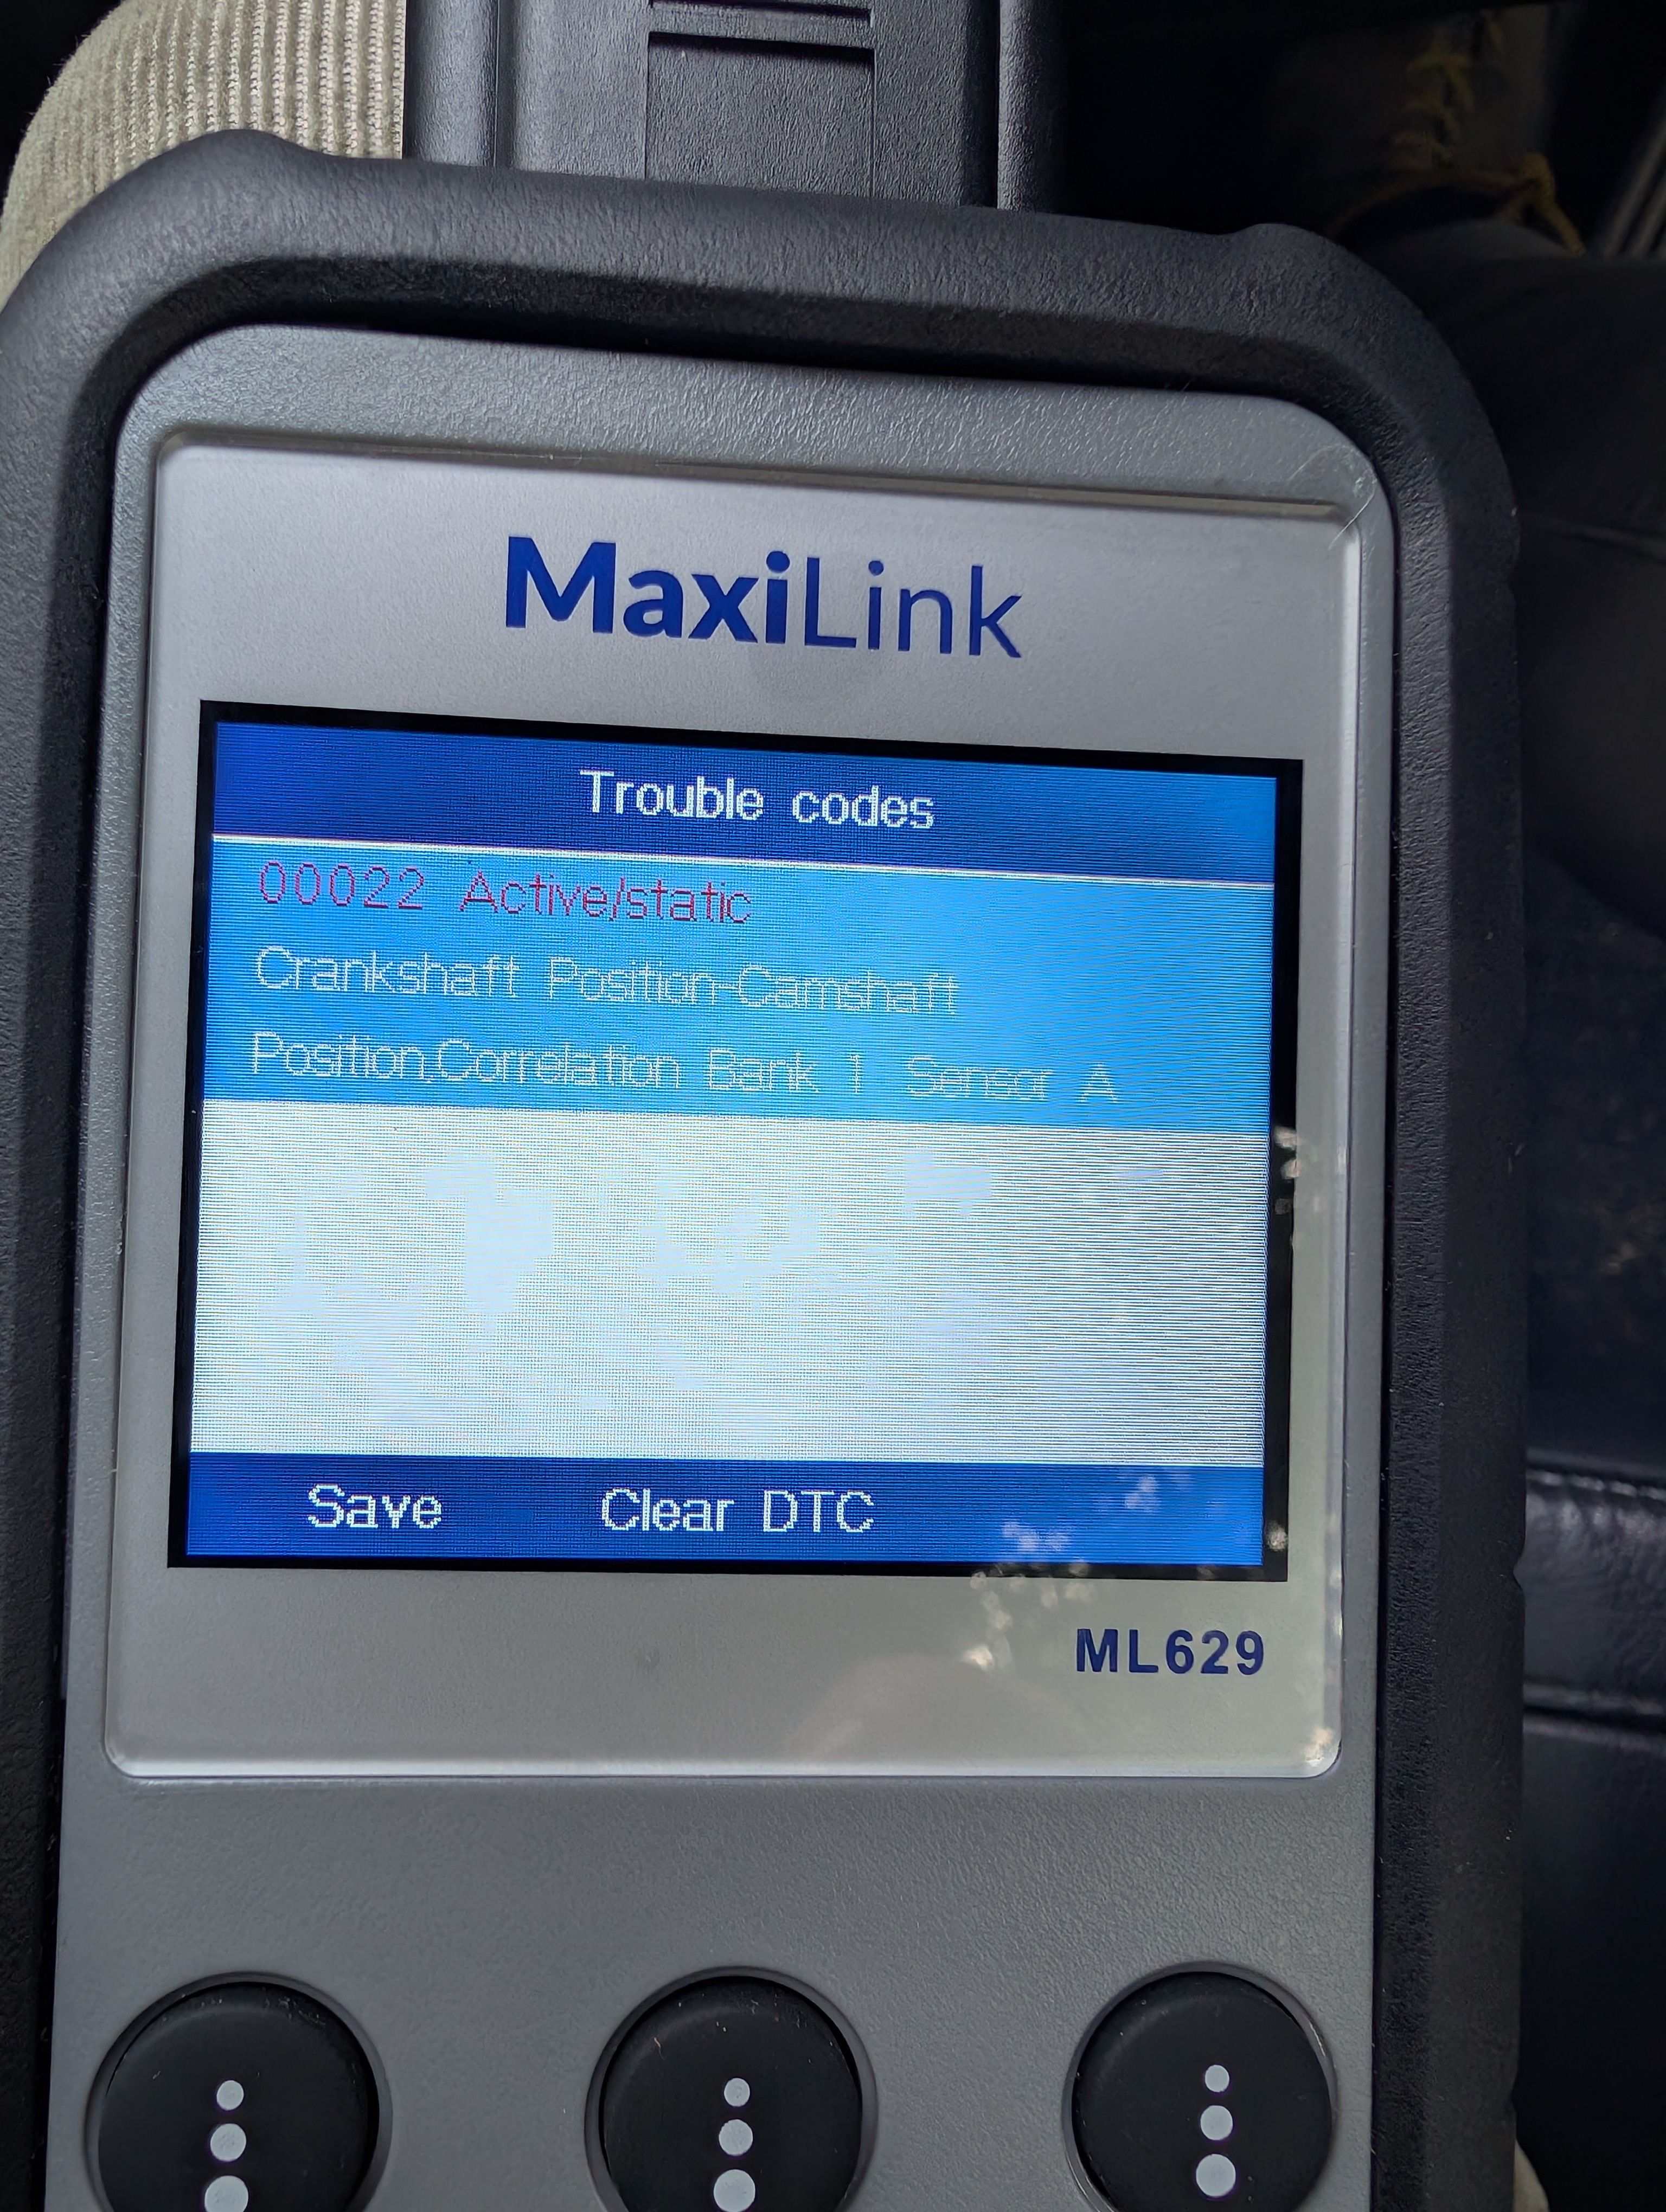 MaxiLink
Trouble codes
00022 Active/static
Crankshaft Position-Camshaft
Position,Correlation Bank 1 Sensor A
Save Clear DTC
ML629